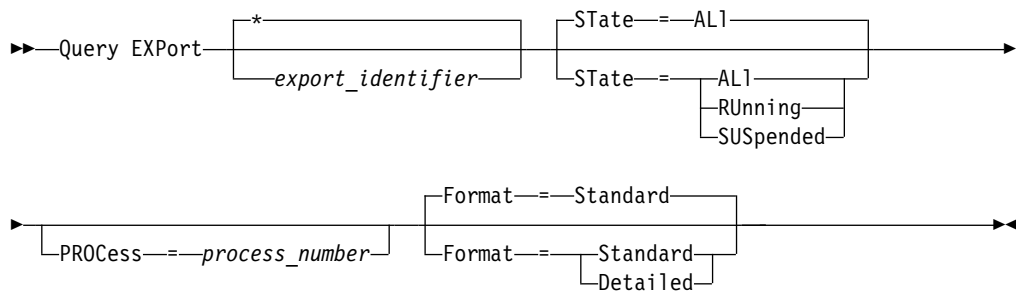 * STate = ALl
Query EXPort
export_identifier STate = ALl
RUnning
SUSpended
Format = Standard
PROCess = process_number Format = Standard
Detailed